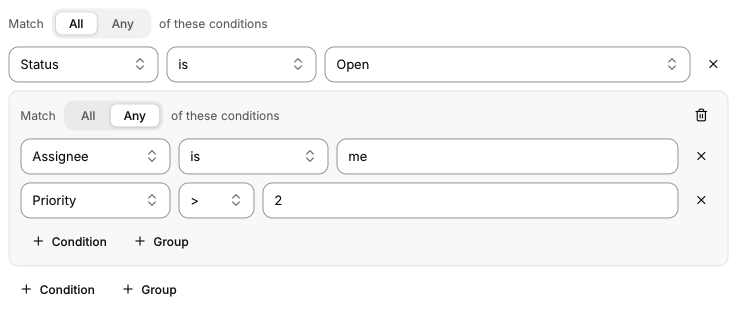 Match All Any of these conditions
Status is Open
Match All Any of these conditions
Assignee is me
Priority > 2
+ Condition + Group
+ Condition + Group